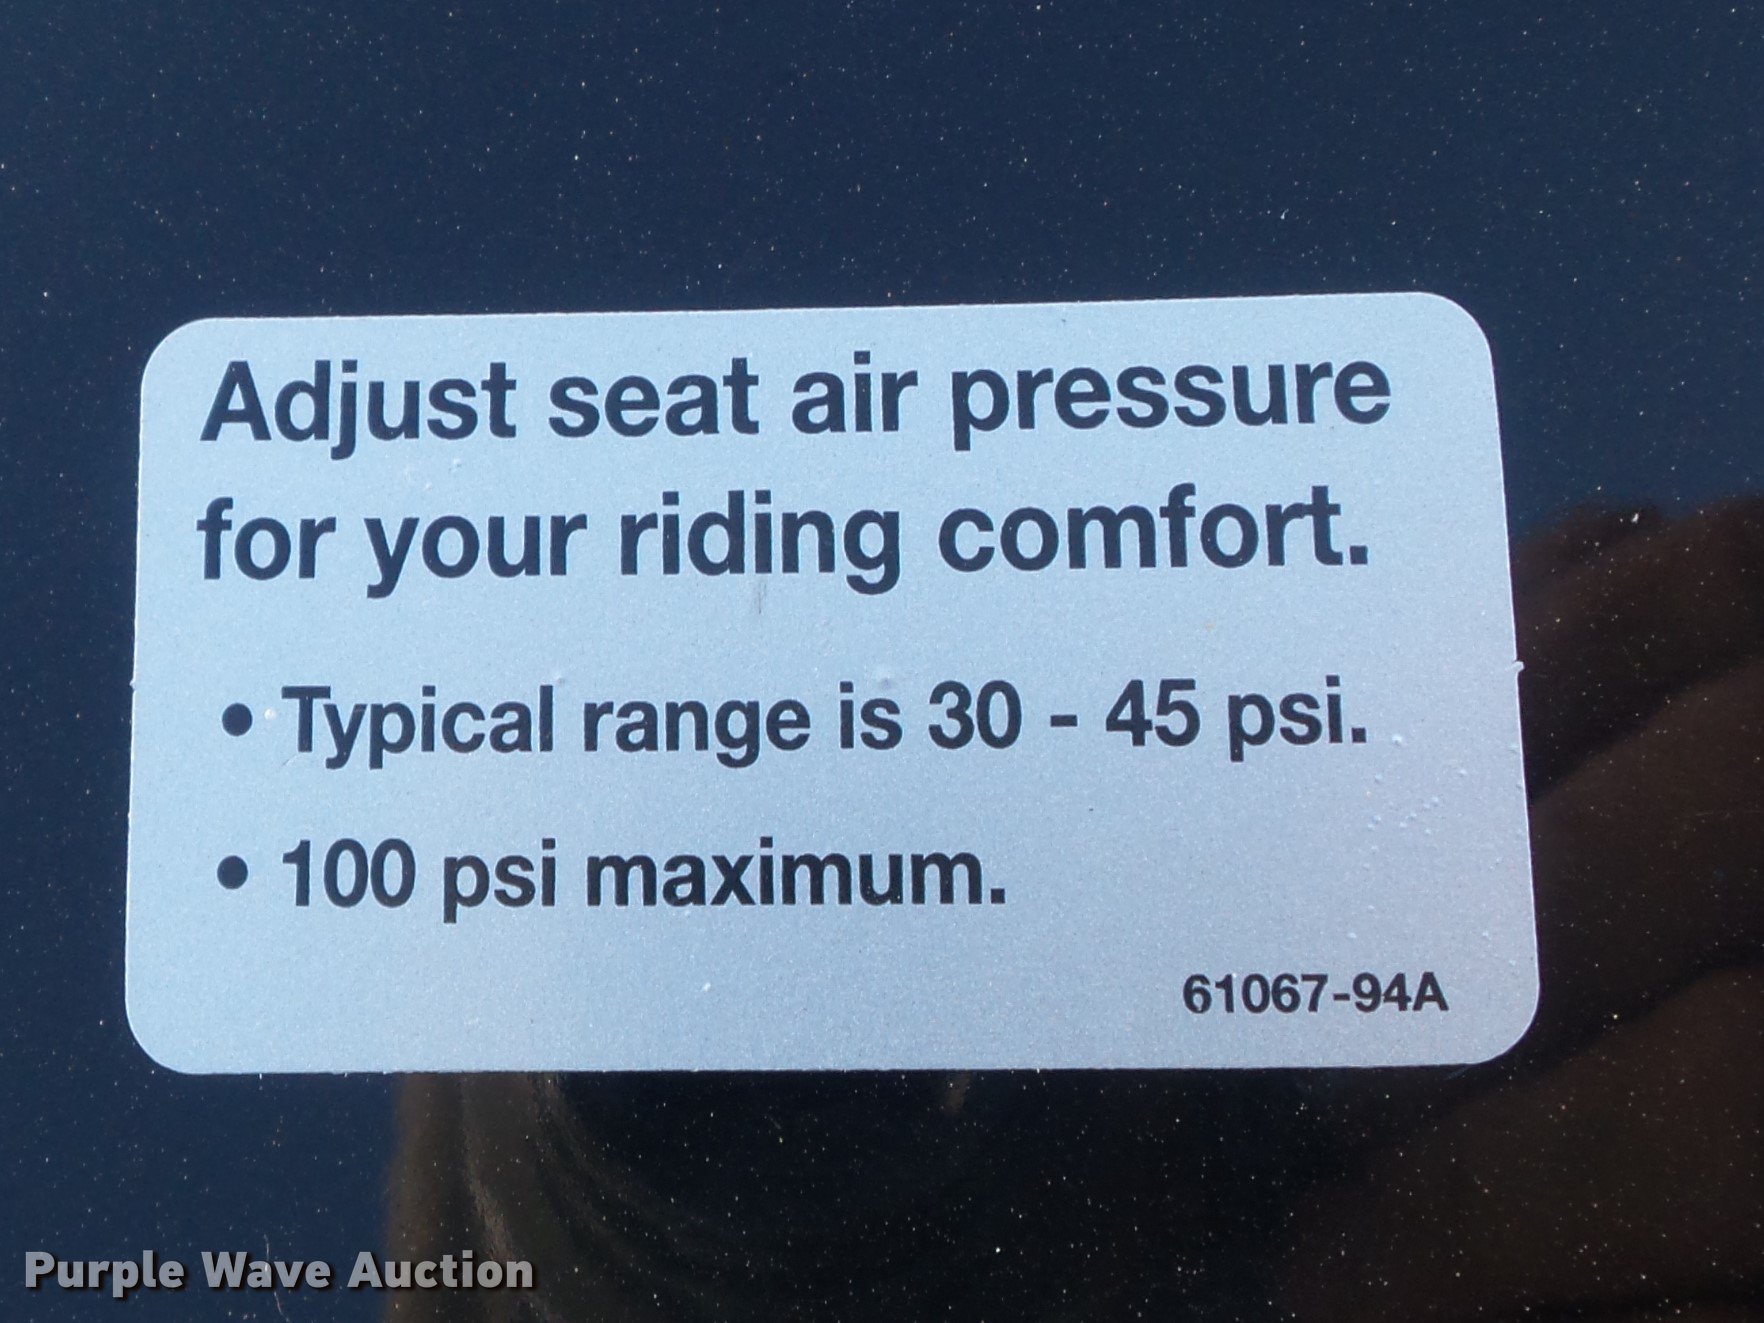 Adjust seat air pressure
for your riding comfort.
• Typical range is 30 - 45 psi.
• 100 psi maximum.
61067-94A
Purple Wave Auction